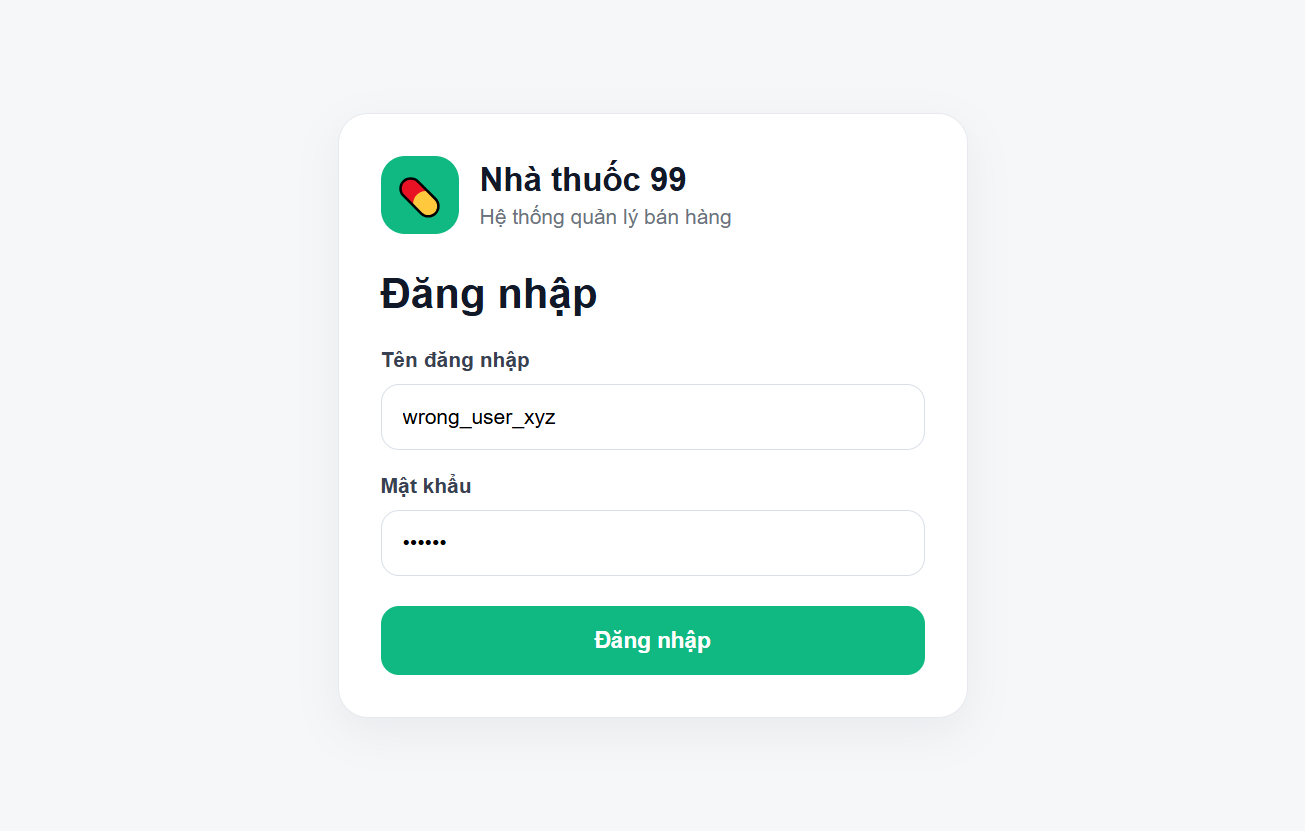 Nhà thuốc 99
Hệ thống quản lý bán hàng
Đăng nhập
Tên đăng nhập
wrong_user_xyz
Mật khẩu
••••••
Đăng nhập